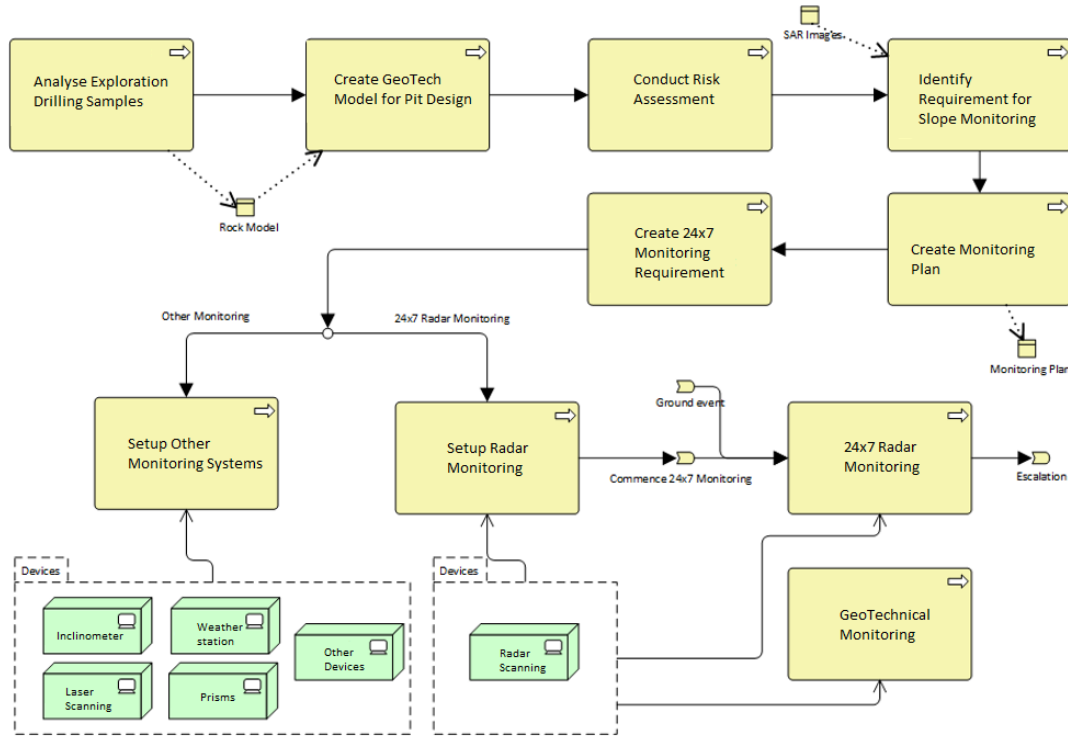 SAR Images
Analyse Exploration
Drilling Samples
Create GeoTech
Model for Pit Design
Conduct Risk
Assessment
Identify
Requirement for
Slope Monitoring
Rock Model
Create 24x7
Monitoring
Requirement
Create Monitoring
Plan
Other Monitoring
24x7 Radar Monitoring
Monitoring Plan
Setup Other
Monitoring Systems
Setup Radar
Monitoring
Ground event
Commence 24x7 Monitoring
24x7 Radar
Monitoring
Escalation
Devices
Inclinometer
Weather
station
Other
Devices
Laser
Scanning
Prisms
Devices
Radar
Scanning
GeoTechnical
Monitoring